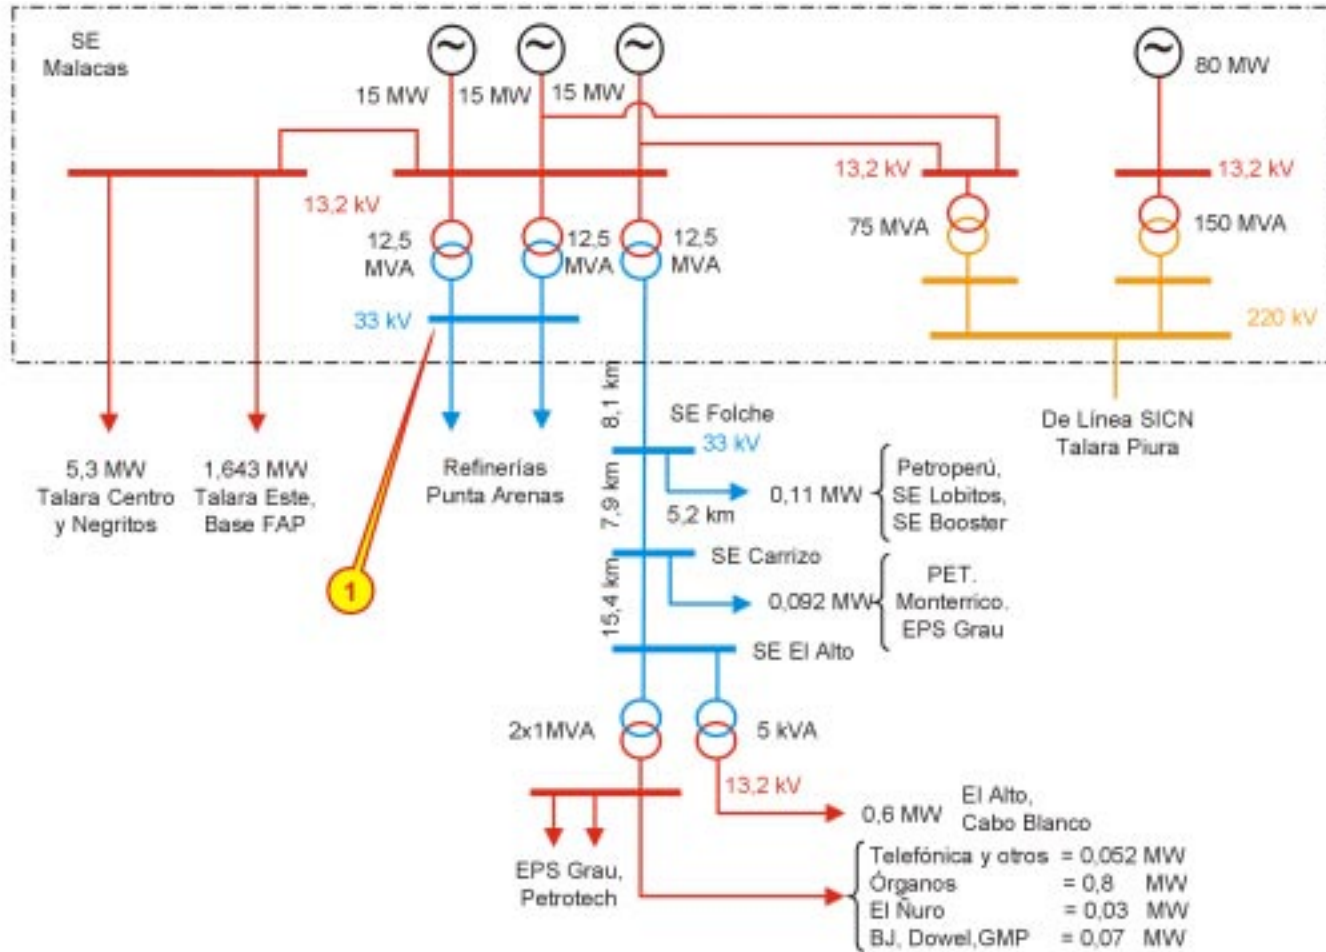 SE
Malacas
15 MW
15 MW
15 MW
80 MW
13,2 kV
13,2 kV
13,2 kV
12,5
MVA
12,5
MVA
12,5
MVA
75 MVA
150 MVA
33 kV
220 kV
8,1 km
SE Folche
33 kV
De Línea SICN
Talara Piura
5,3 MW
Talara Centro
y Negritos
1,643 MW
Talara Este,
Base FAP
Refinerías
Punta Arenas
7,9 km
5,2 km
0,11 MW
Petroperú,
SE Lobitos,
SE Booster
1
SE Carrizo
15,4 km
0,092 MW
PET.
Monterrico.
EPS Grau
SE El Alto
2x1MVA
5 kVA
13,2 kV
0,6 MW
El Alto,
Cabo Blanco
EPS Grau,
Petrotech
Telefónica y otros = 0,052 MW
Órganos = 0,8 MW
El Ñuro = 0,03 MW
BJ, Dowel,GMP = 0,07 MW